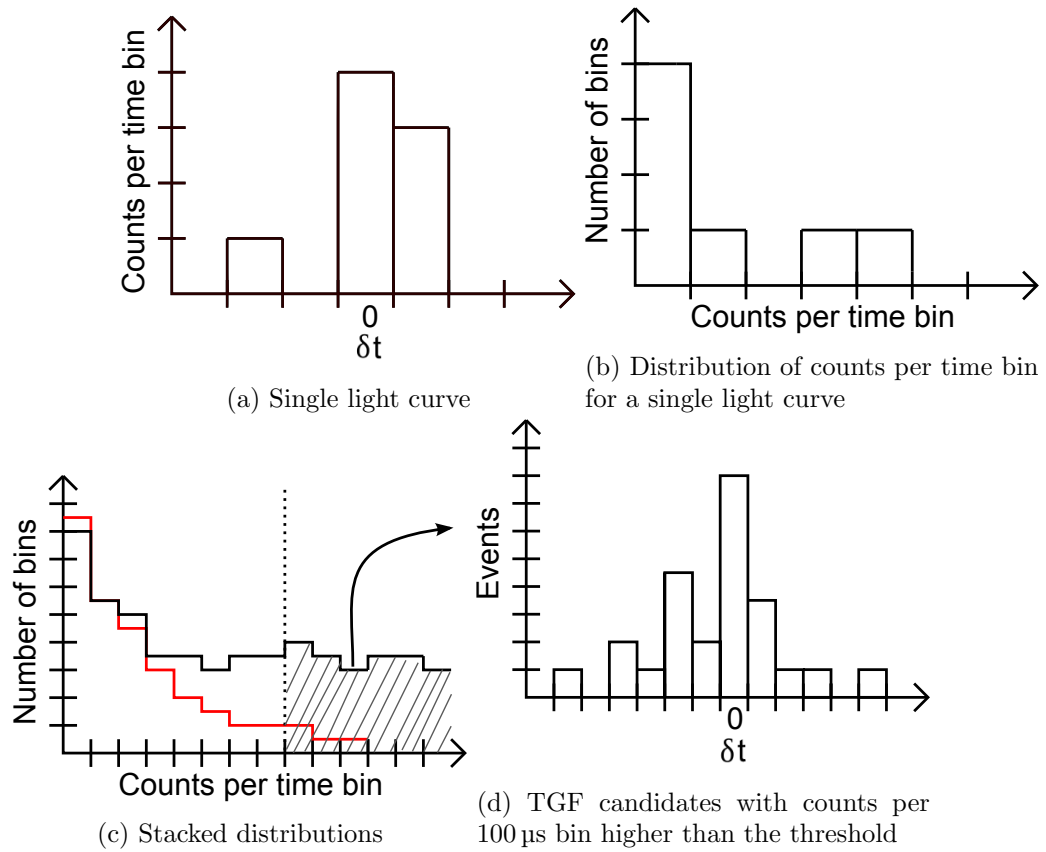 Counts per time bin
0
δt
(a) Single light curve
Number of bins
Counts per time bin
(b) Distribution of counts per time bin
for a single light curve
Number of bins
Counts per time bin
(c) Stacked distributions
Events
0
δt
(d) TGF candidates with counts per
100 µs bin higher than the threshold